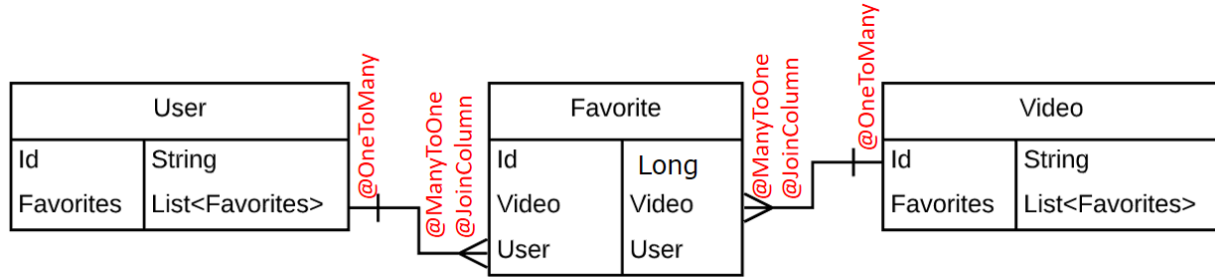 User
Id
String
Favorites
List<Favorites>
@OneToMany
@ManyToOne
@JoinColumn
Favorite
Id
Long
Video
Video
User
User
@ManyToOne
@JoinColumn
@OneToMany
Video
Id
String
Favorites
List<Favorites>